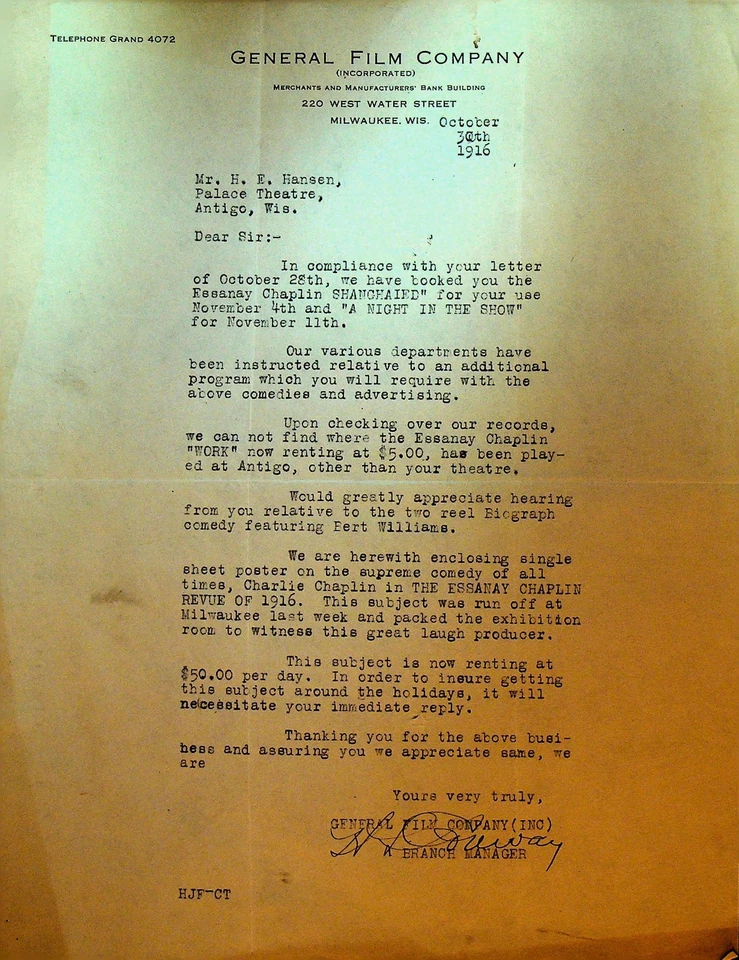 TELEPHONE GRAND 4072
GENERAL FILM COMPANY
(INCORPORATED)
MERCHANTS AND MANUFACTURERS' BANK BUILDING
220 WEST WATER STREET
MILWAUKEE, WIS. October
30th
1916
Mr. H. E. Hansen,
Palace Theatre,
Antigo, Wis.
Dear Sir:-
In compliance with your letter
of October 28th, we have booked you the
Essanay Chaplin SHANGHAIED" for your use
November 4th and "A NIGHT IN THE SHOW"
for November 11th.
Our various departments have
been instructed relative to an additional
program which you will require with the
above comedies and advertising.
Upon checking over our records,
we can not find where the Essanay Chaplin
"WORK" now renting at $5.00, has been play-
ed at Antigo, other than your theatre.
Would greatly appreciate hearing
from you relative to the two reel Biograph
comedy featuring Bert Williams.
We are herewith enclosing single
sheet poster on the supreme comedy of all
times, Charlie Chaplin in THE ESSANAY CHAPLIN
REVUE OF 1916. This subject was run off at
Milwaukee last week and packed the exhibition
room to witness this great laugh producer.
This subject is now renting at
$50.00 per day. In order to insure getting
this subject around the holidays, it will
necessitate your immediate reply.
Thanking you for the above busi-
ness and assuring you we appreciate same, we
are
Yours very truly,
GENERAL FILM COMPANY(INC)
BRANCH MANAGER
HJF-CT